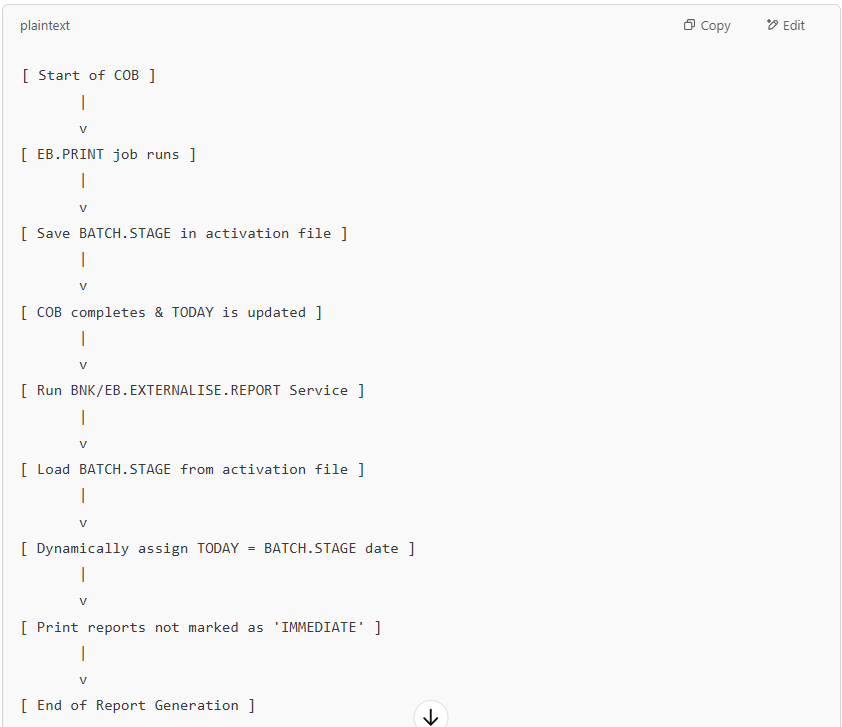 plaintext Copy Edit
[ Start of COB ]
|
v
[ EB.PRINT job runs ]
|
v
[ Save BATCH.STAGE in activation file ]
|
v
[ COB completes & TODAY is updated ]
|
v
[ Run BNK/EB.EXTERNALISE.REPORT Service ]
|
v
[ Load BATCH.STAGE from activation file ]
|
v
[ Dynamically assign TODAY = BATCH.STAGE date ]
|
v
[ Print reports not marked as 'IMMEDIATE' ]
|
v
[ End of Report Generation ]